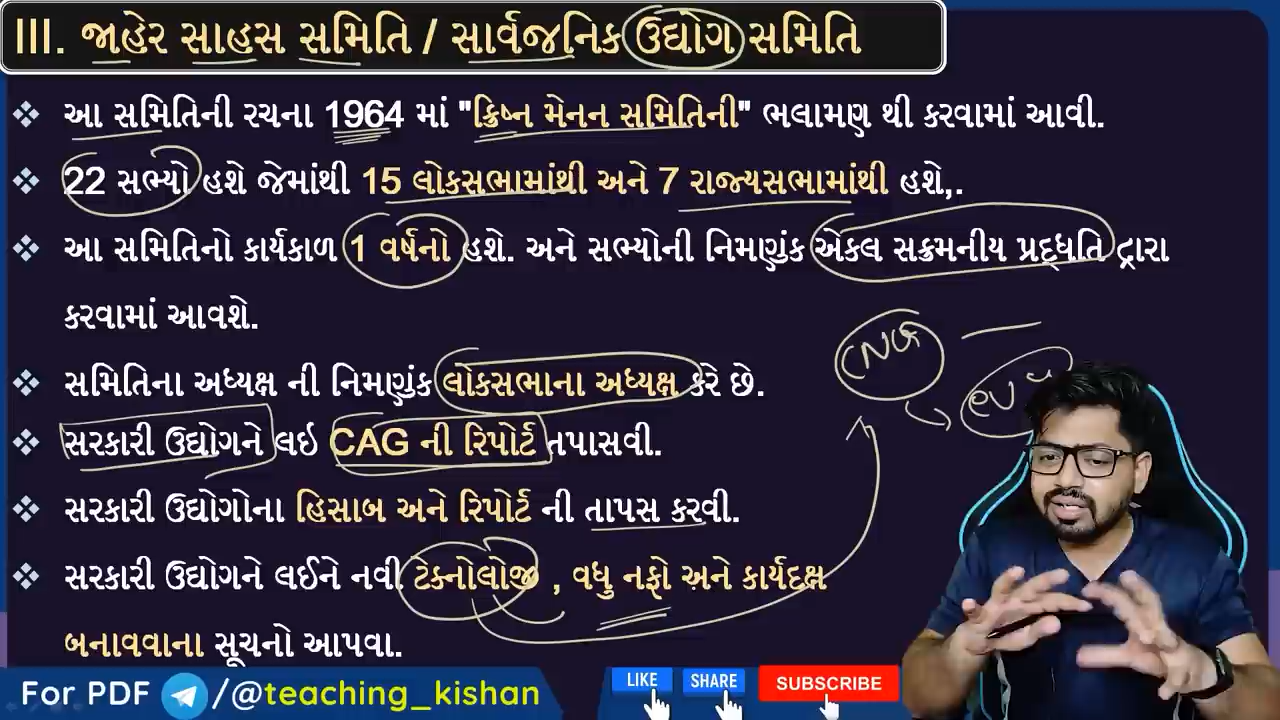 III. જાહેર સાહસ સમિતિ / સાર્વજનિક ઉદ્યોગ સમિતિ
❖ આ સમિતિની રચના 1964 માં "ક્રિષ્ન મેનન સમિતિની" ભલામણ થી કરવામાં આવી.
❖ 22 સભ્યો હશે જેમાંથી 15 લોકસભામાંથી અને 7 રાજ્યસભામાંથી હશે,.
❖ આ સમિતિનો કાર્યકાળ 1 વર્ષનો હશે. અને સભ્યોની નિમણુંક એકલ સક્રમનીય પ્રદ્ધતિ દ્રારા
કરવામાં આવશે.
❖ સમિતિના અધ્યક્ષ ની નિમણુંક લોકસભાના અધ્યક્ષ કરે છે.
❖ સરકારી ઉદ્યોગને લઇ CAG ની રિપોર્ટ તપાસવી.
❖ સરકારી ઉદ્યોગોના હિસાબ અને રિપોર્ટ ની તાપસ કરવી.
❖ સરકારી ઉદ્યોગને લઈને નવી ટેક્નોલોજી , વધુ નફો અને કાર્યદક્ષ
બનાવવાના સૂચનો આપવા.
CNG
For PDF /@teaching_kishan
LIKE SHARE SUBSCRIBE